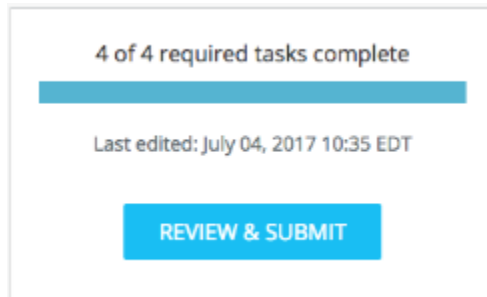 4 of 4 required tasks complete
Last edited: July 04, 2017 10:35 EDT
REVIEW & SUBMIT